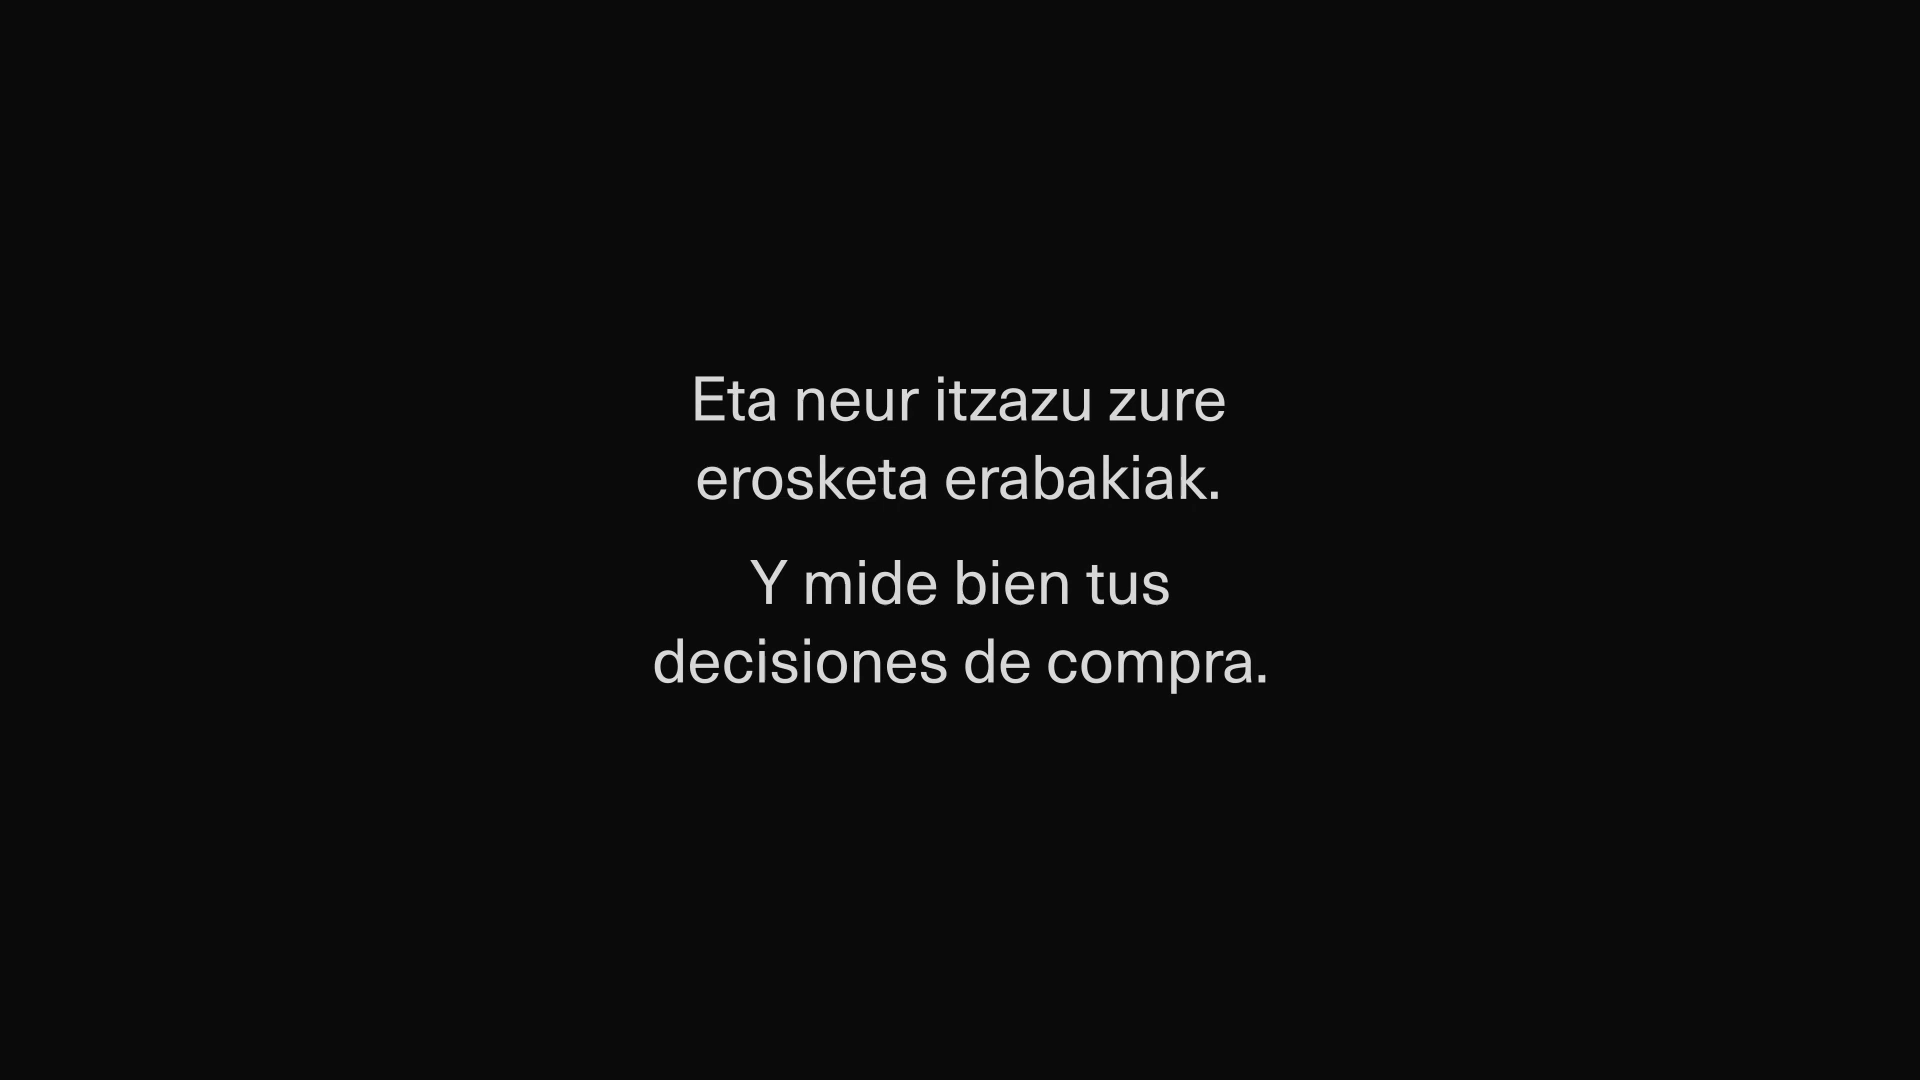 Eta neur itzazu zure
erosketa erabakiak.
Y mide bien tus
decisiones de compra.